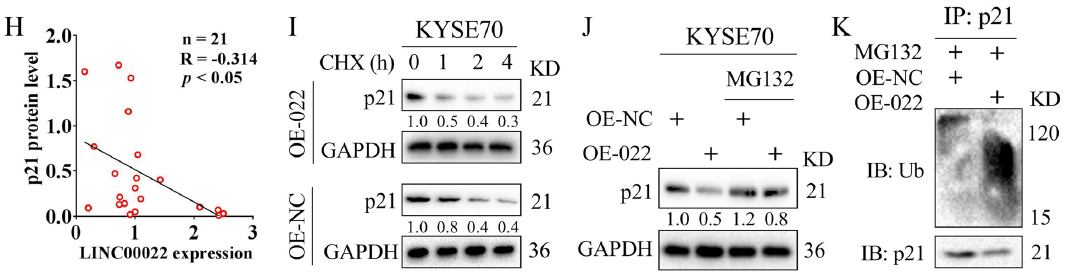 H
n = 21
R = -0.314
p < 0.05
p21 protein level
2.0
1.5
1.0
0.5
0.0
0 1 2 3
LINC00022 expression
I
KYSE70
CHX (h) 0 1 2 4 KD
OE-022
p21 21
1.0 0.5 0.4 0.3
GAPDH 36
OE-NC
p21 21
1.0 0.8 0.4 0.4
GAPDH 36
J
KYSE70
MG132
OE-NC + +
OE-022 + + KD
p21 21
1.0 0.5 1.2 0.8
GAPDH 36
K
IP: p21
MG132 + +
OE-NC +
OE-022 + KD
120
IB: Ub
15
IB: p21 21